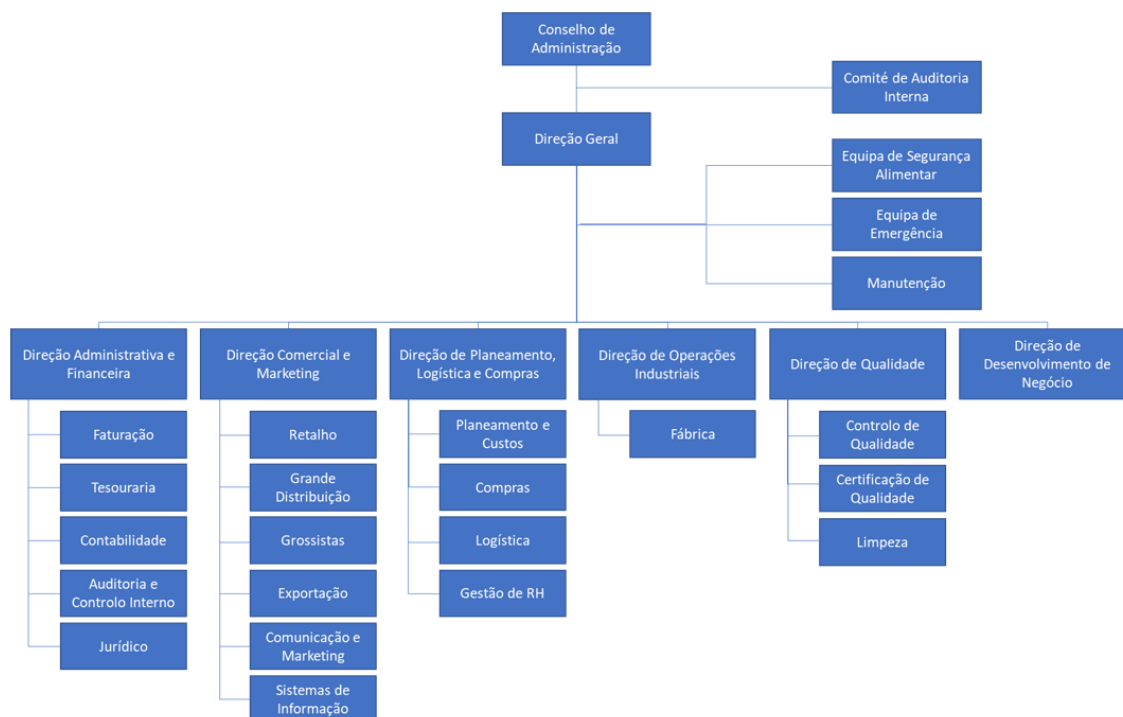 Conselho de
Administração
Comité de Auditoria
Interna
Direção Geral
Equipa de Segurança
Alimentar
Equipa de
Emergência
Manutenção
Direção Administrativa e
Financeira
Direção Comercial e
Marketing
Direção de Planeamento,
Logística e Compras
Direção de Operações
Industriais
Direção de Qualidade
Direção de
Desenvolvimento de
Negócio
Faturação
Tesouraria
Contabilidade
Auditoria e
Controlo Interno
Jurídico
Retalho
Grande
Distribuição
Grossistas
Exportação
Comunicação e
Marketing
Sistemas de
Informação
Planeamento e
Custos
Compras
Logística
Gestão de RH
Fábrica
Controlo de
Qualidade
Certificação de
Qualidade
Limpeza